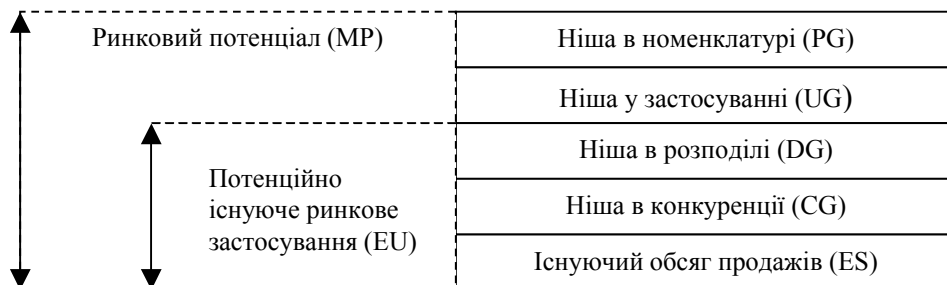 Ринковий потенціал (MP)
Ніша в номенклатурі (PG)
Ніша у застосуванні (UG)
Ніша в розподілі (DG)
Потенційно
існуюче ринкове
застосування (EU)
Ніша в конкуренції (CG)
Існуючий обсяг продажів (ES)